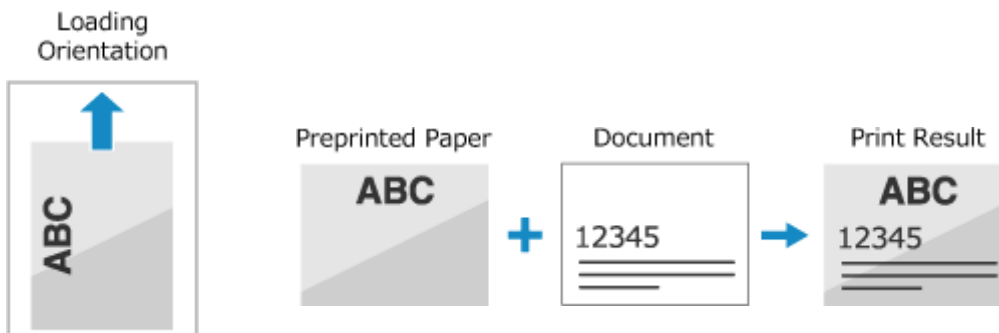 Loading
Orientation
ABC
Preprinted Paper
ABC
Document
12345
Print Result
ABC
12345